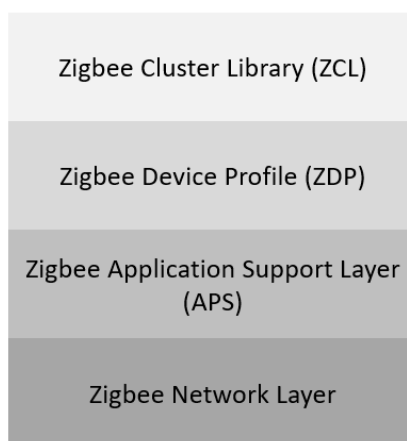 Zigbee Cluster Library (ZCL)
Zigbee Device Profile (ZDP)
Zigbee Application Support Layer
(APS)
Zigbee Network Layer